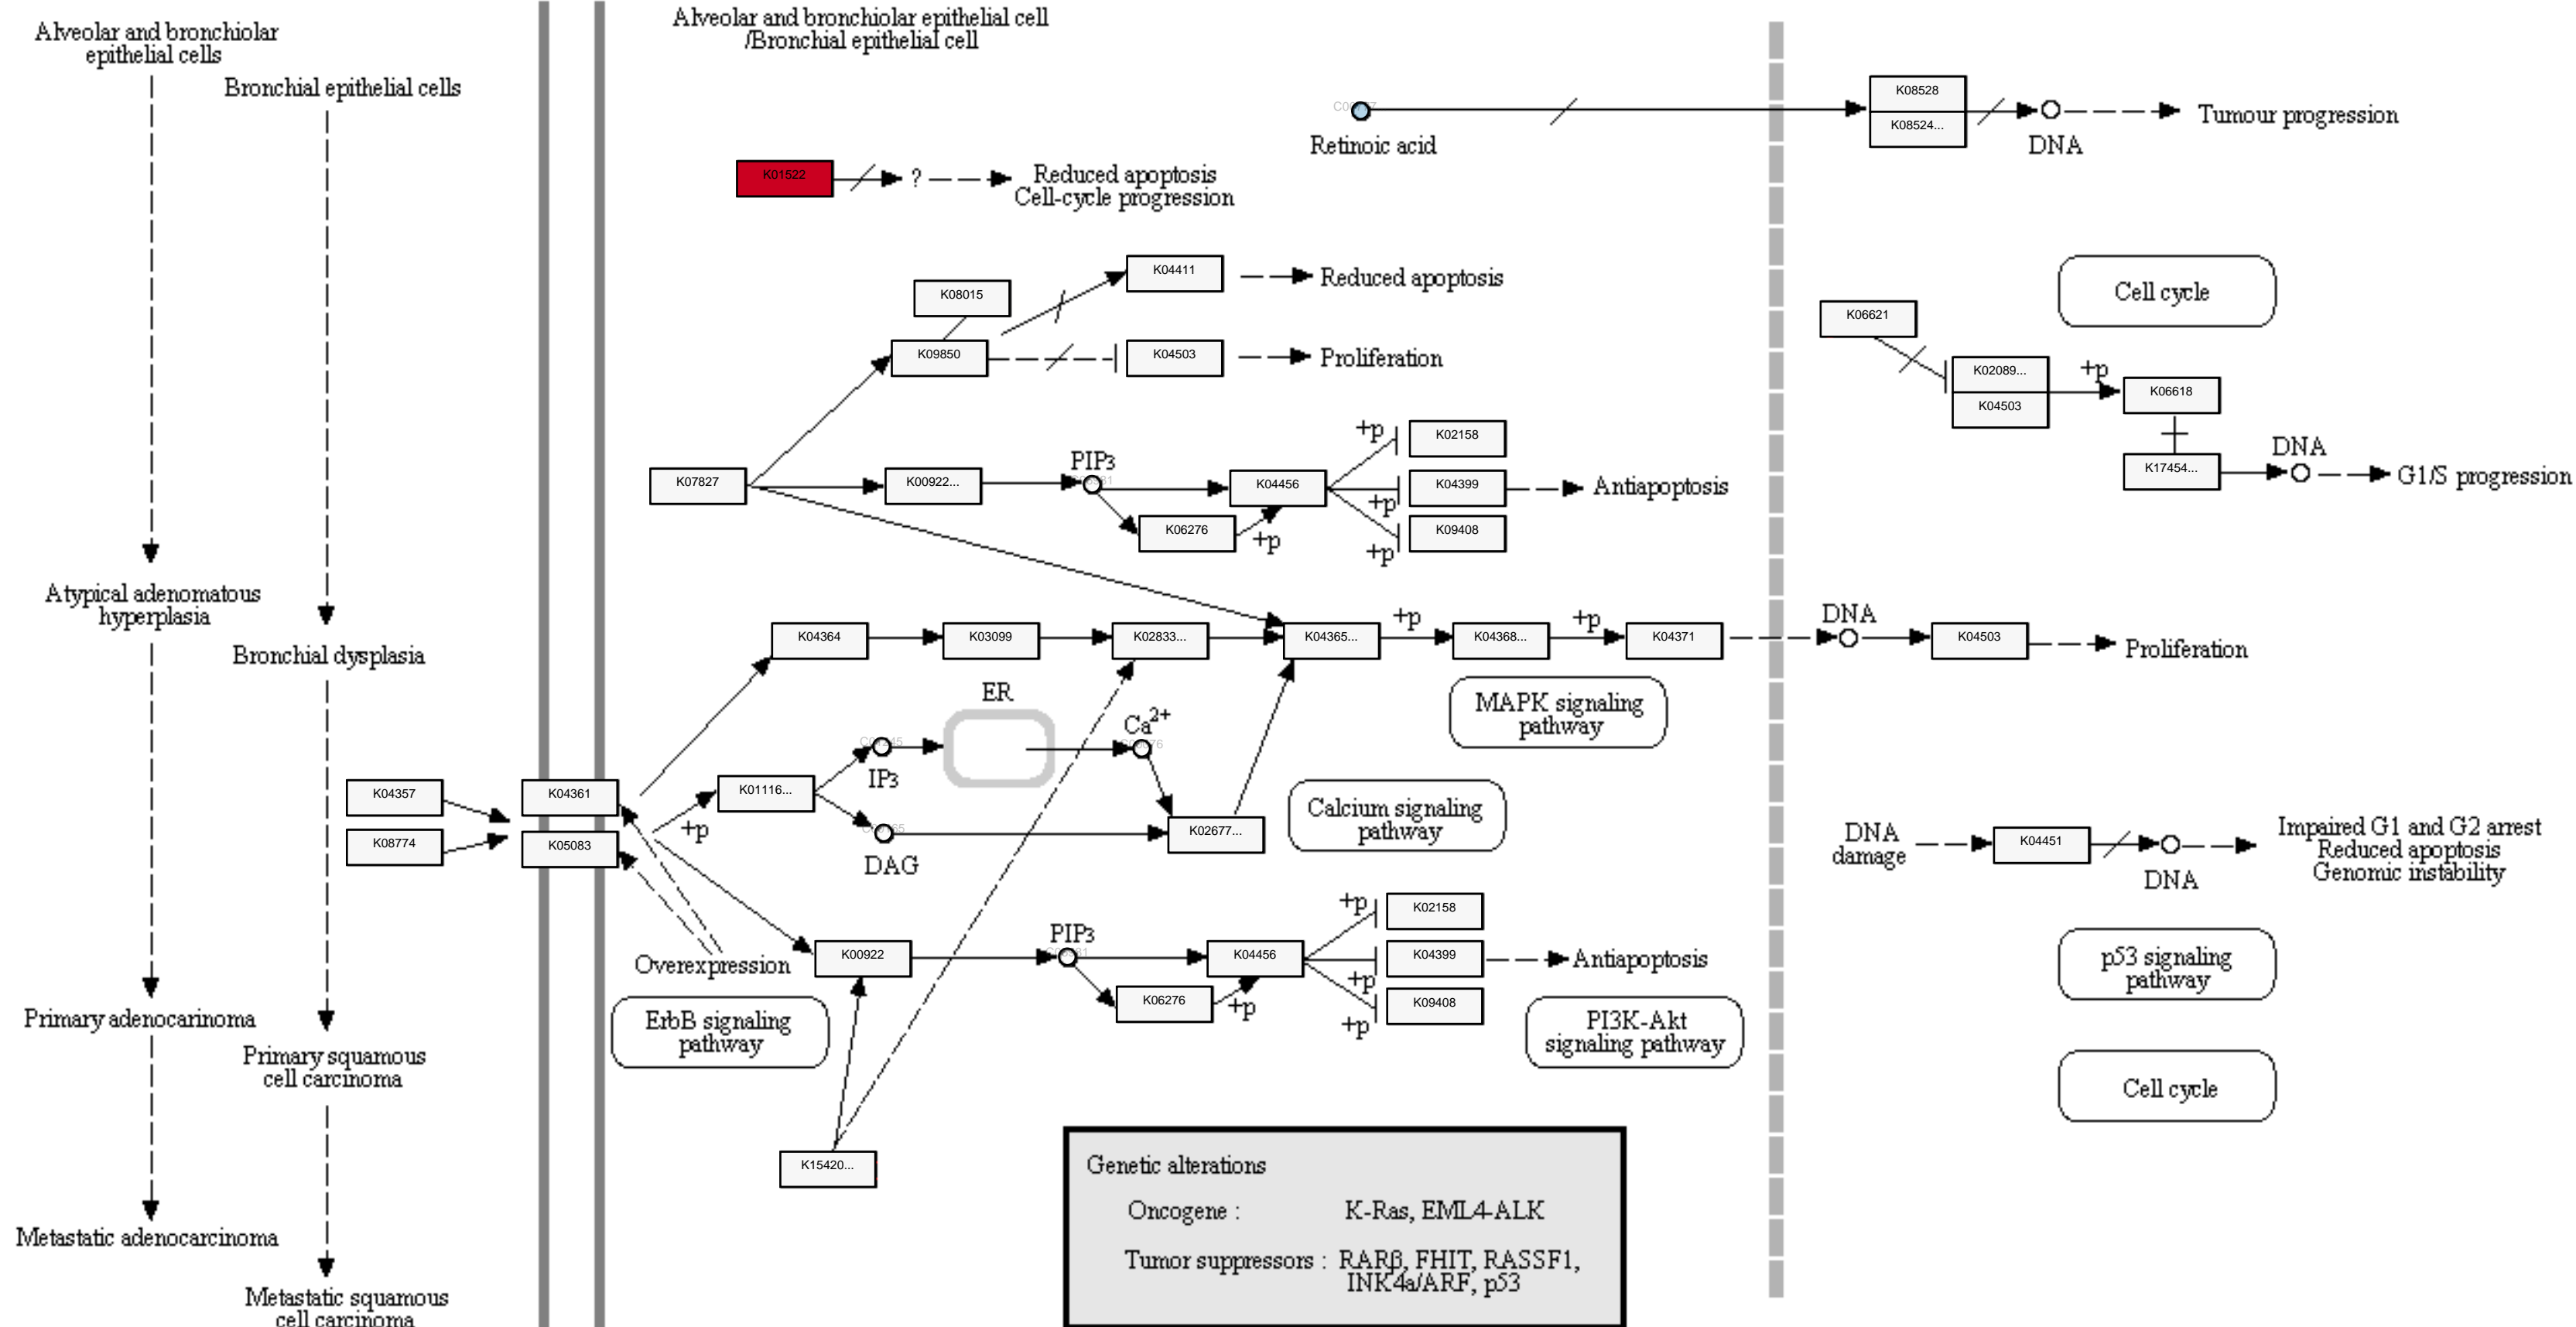 Alveolar and bronchiolar
epithelial cells
Bronchial epithelial cells
Atypical adenomatous
hyperplasia
Bronchial dysplasia
Primary adenocarinoma
Primary squamous
cell carcinoma
Metastatic adenocarcinoma
Metastatic squamous
cell carcinoma
Alveolar and bronchiolar epithelial cell
/Bronchial epithelial cell
Retinoic acid
K08528
K08524...
DNA
Tumour progression
K01522
?
Reduced apoptosis
Cell-cycle progression
K08015
K04411
Reduced apoptosis
K09850
K04503
Proliferation
K07827
K00922...
PIP3
K04456
K06276
+p
+p
+p
+p
K02158
K04399
K09408
Antiapoptosis
Cell cycle
K06621
K02089...
K04503
+p
K06618
K17454...
DNA
G1/S progression
K04364
K03099
K02833...
K04365...
+p
K04368...
+p
K04371
DNA
K04503
Proliferation
MAPK signaling
pathway
ER
IP3
Ca2+
K04357
K08774
K04361
K05083
+p
K01116...
DAG
K02677...
Calcium signaling
pathway
DNA
damage
K04451
DNA
Impaired G1 and G2 arrest
Reduced apoptosis
Genomic instability
p53 signaling
pathway
Cell cycle
Overexpression
ErbB signaling
pathway
K00922
PIP3
K04456
K06276
+p
+p
+p
+p
K02158
K04399
K09408
Antiapoptosis
PI3K-Akt
signaling pathway
K15420...
Genetic alterations
Oncogene : K-Ras, EML4-ALK
Tumor suppressors : RARβ, FHIT, RASSF1,
INK4a/ARF, p53